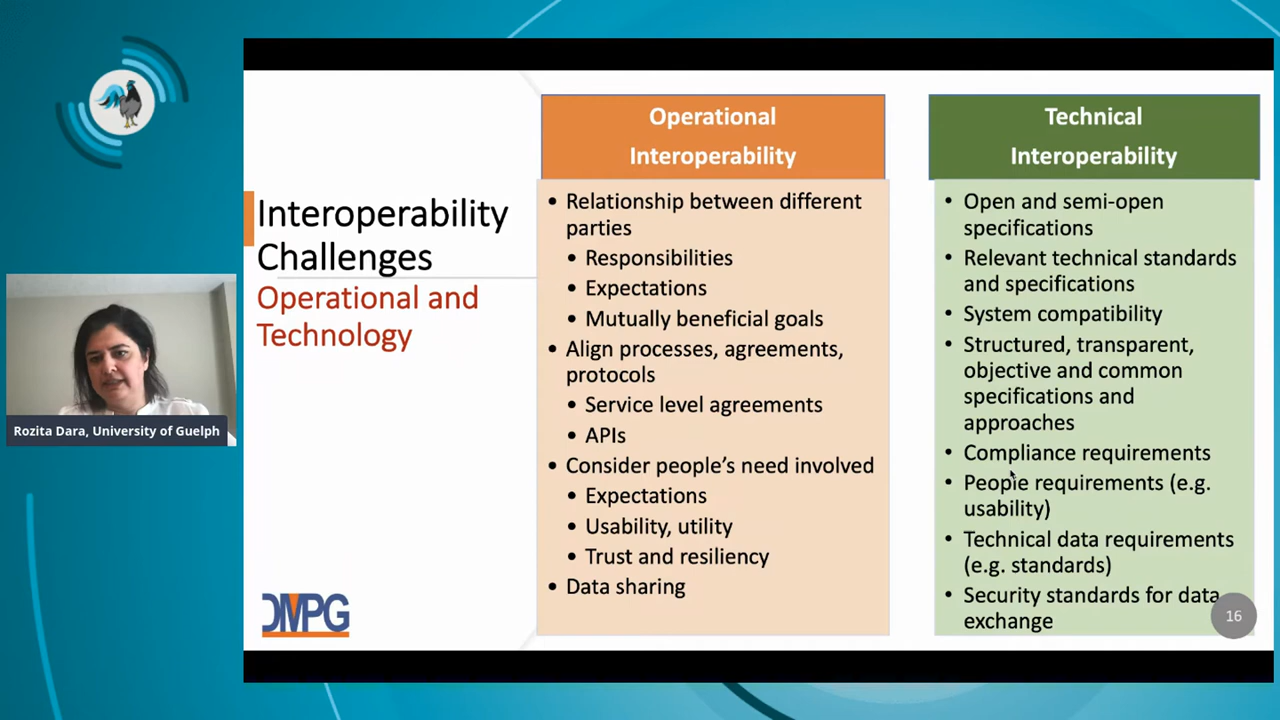 Interoperability
Challenges
Operational and
Technology
Operational
Interoperability
• Relationship between different
parties
• Responsibilities
• Expectations
• Mutually beneficial goals
• Align processes, agreements,
protocols
• Service level agreements
• APIs
• Consider people's need involved
• Expectations
• Usability, utility
• Trust and resiliency
• Data sharing
Technical
Interoperability
• Open and semi-open
specifications
• Relevant technical standards
and specifications
• System compatibility
• Structured, transparent,
objective and common
specifications and
approaches
• Compliance requirements
• People requirements (e.g.
usability)
• Technical data requirements
(e.g. standards)
• Security standards for data
exchange
16
DMPG
Rozita Dara, University of Guelph